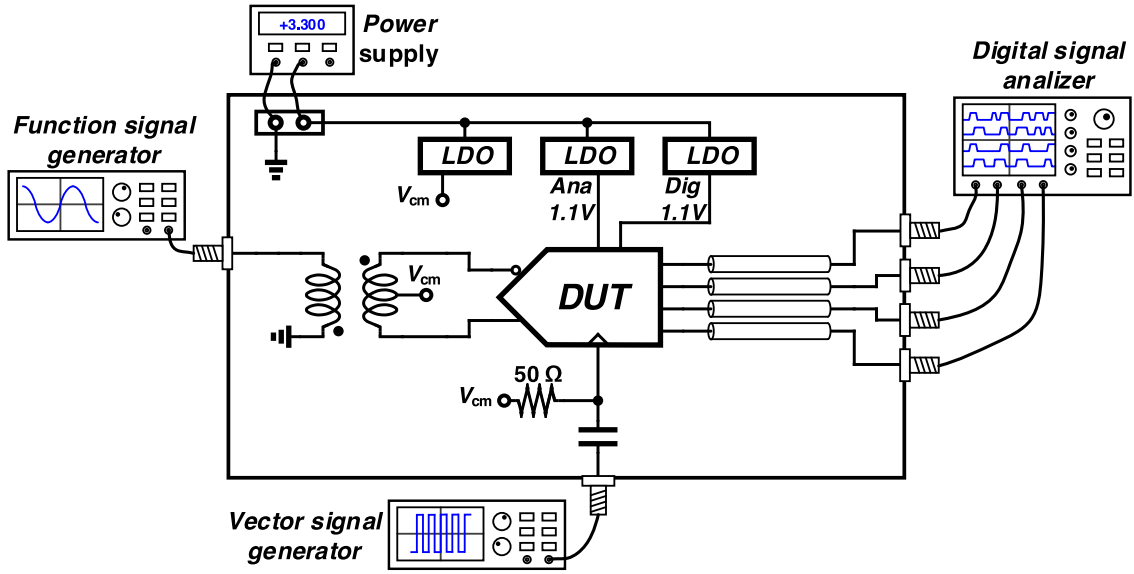 +3.300
Power
supply
Digital signal
analizer
Function signal
generator
LDO
LDO
LDO
Vcm
Ana
1.1V
Dig
1.1V
Vcm
DUT
50 Ω
Vcm
Vector signal
generator